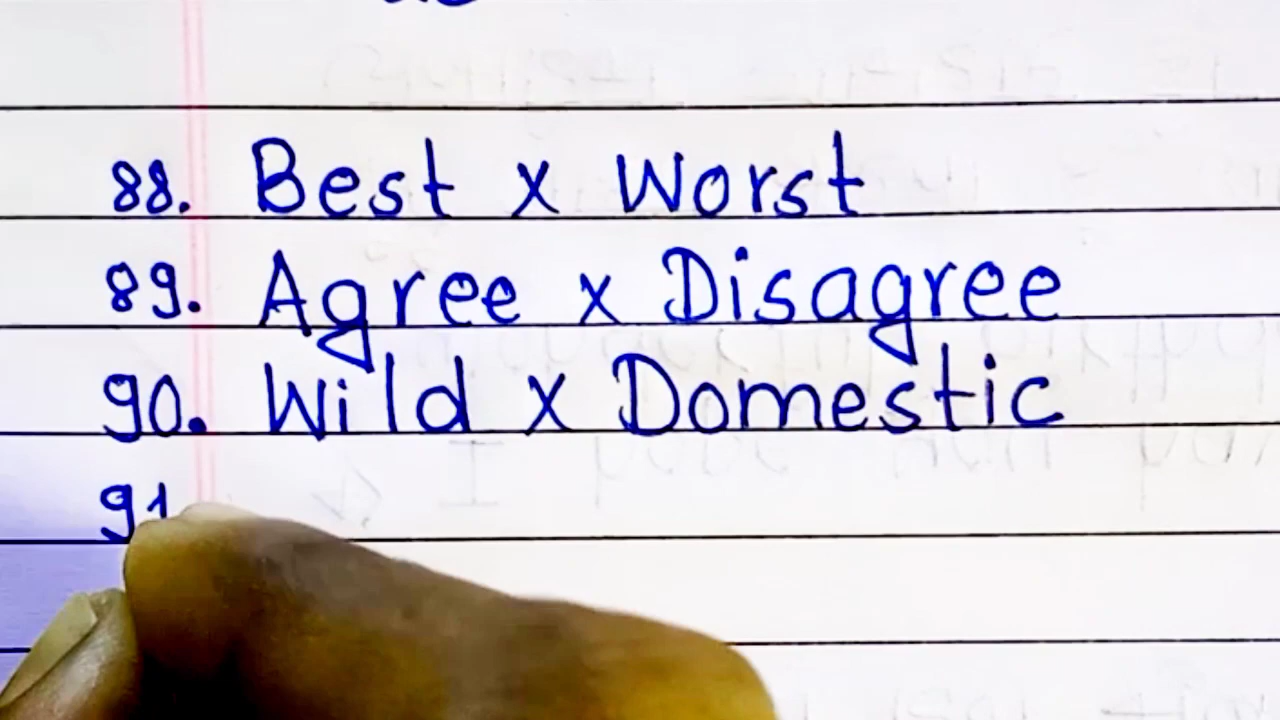 88. Best x Worst
89. Agree x Disagree
90. Wild x Domestic
91